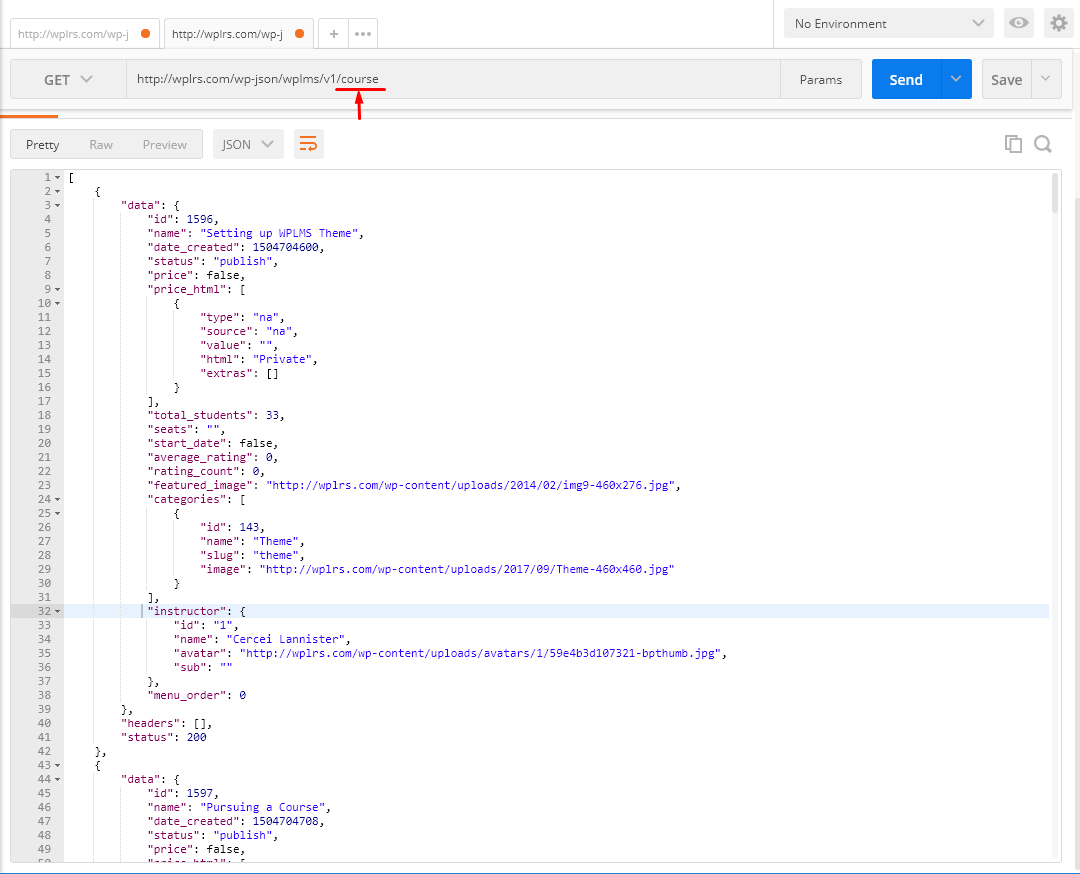 http://wplrs.com/wp-j http://wplrs.com/wp-j + ••• No Environment
GET http://wplrs.com/wp-json/wplms/v1/course Params Send Save
Pretty Raw Preview JSON
1 [
2 {
3 "data": {
4 "id": 1596,
5 "name": "Setting up WPLMS Theme",
6 "date_created": 1504704600,
7 "status": "publish",
8 "price": false,
9 "price_html": [
10 {
11 "type": "na",
12 "source": "na",
13 "value": "",
14 "html": "Private",
15 "extras": []
16 }
17 ],
18 "total_students": 33,
19 "seats": "",
20 "start_date": false,
21 "average_rating": 0,
22 "rating_count": 0,
23 "featured_image": "http://wplrs.com/wp-content/uploads/2014/02/img9-460x276.jpg",
24 "categories": [
25 {
26 "id": 143,
27 "name": "Theme",
28 "slug": "theme",
29 "image": "http://wplrs.com/wp-content/uploads/2017/09/Theme-460x460.jpg"
30 }
31 ],
32 "instructor": {
33 "id": "1",
34 "name": "Cercei Lannister",
35 "avatar": "http://wplrs.com/wp-content/uploads/avatars/1/59e4b3d107321-bpthumb.jpg",
36 "sub": ""
37 },
38 "menu_order": 0
39 },
40 "headers": [],
41 "status": 200
42 },
43 {
44 "data": {
45 "id": 1597,
46 "name": "Pursuing a Course",
47 "date_created": 1504704708,
48 "status": "publish",
49 "price": false,
50 "price_html": [